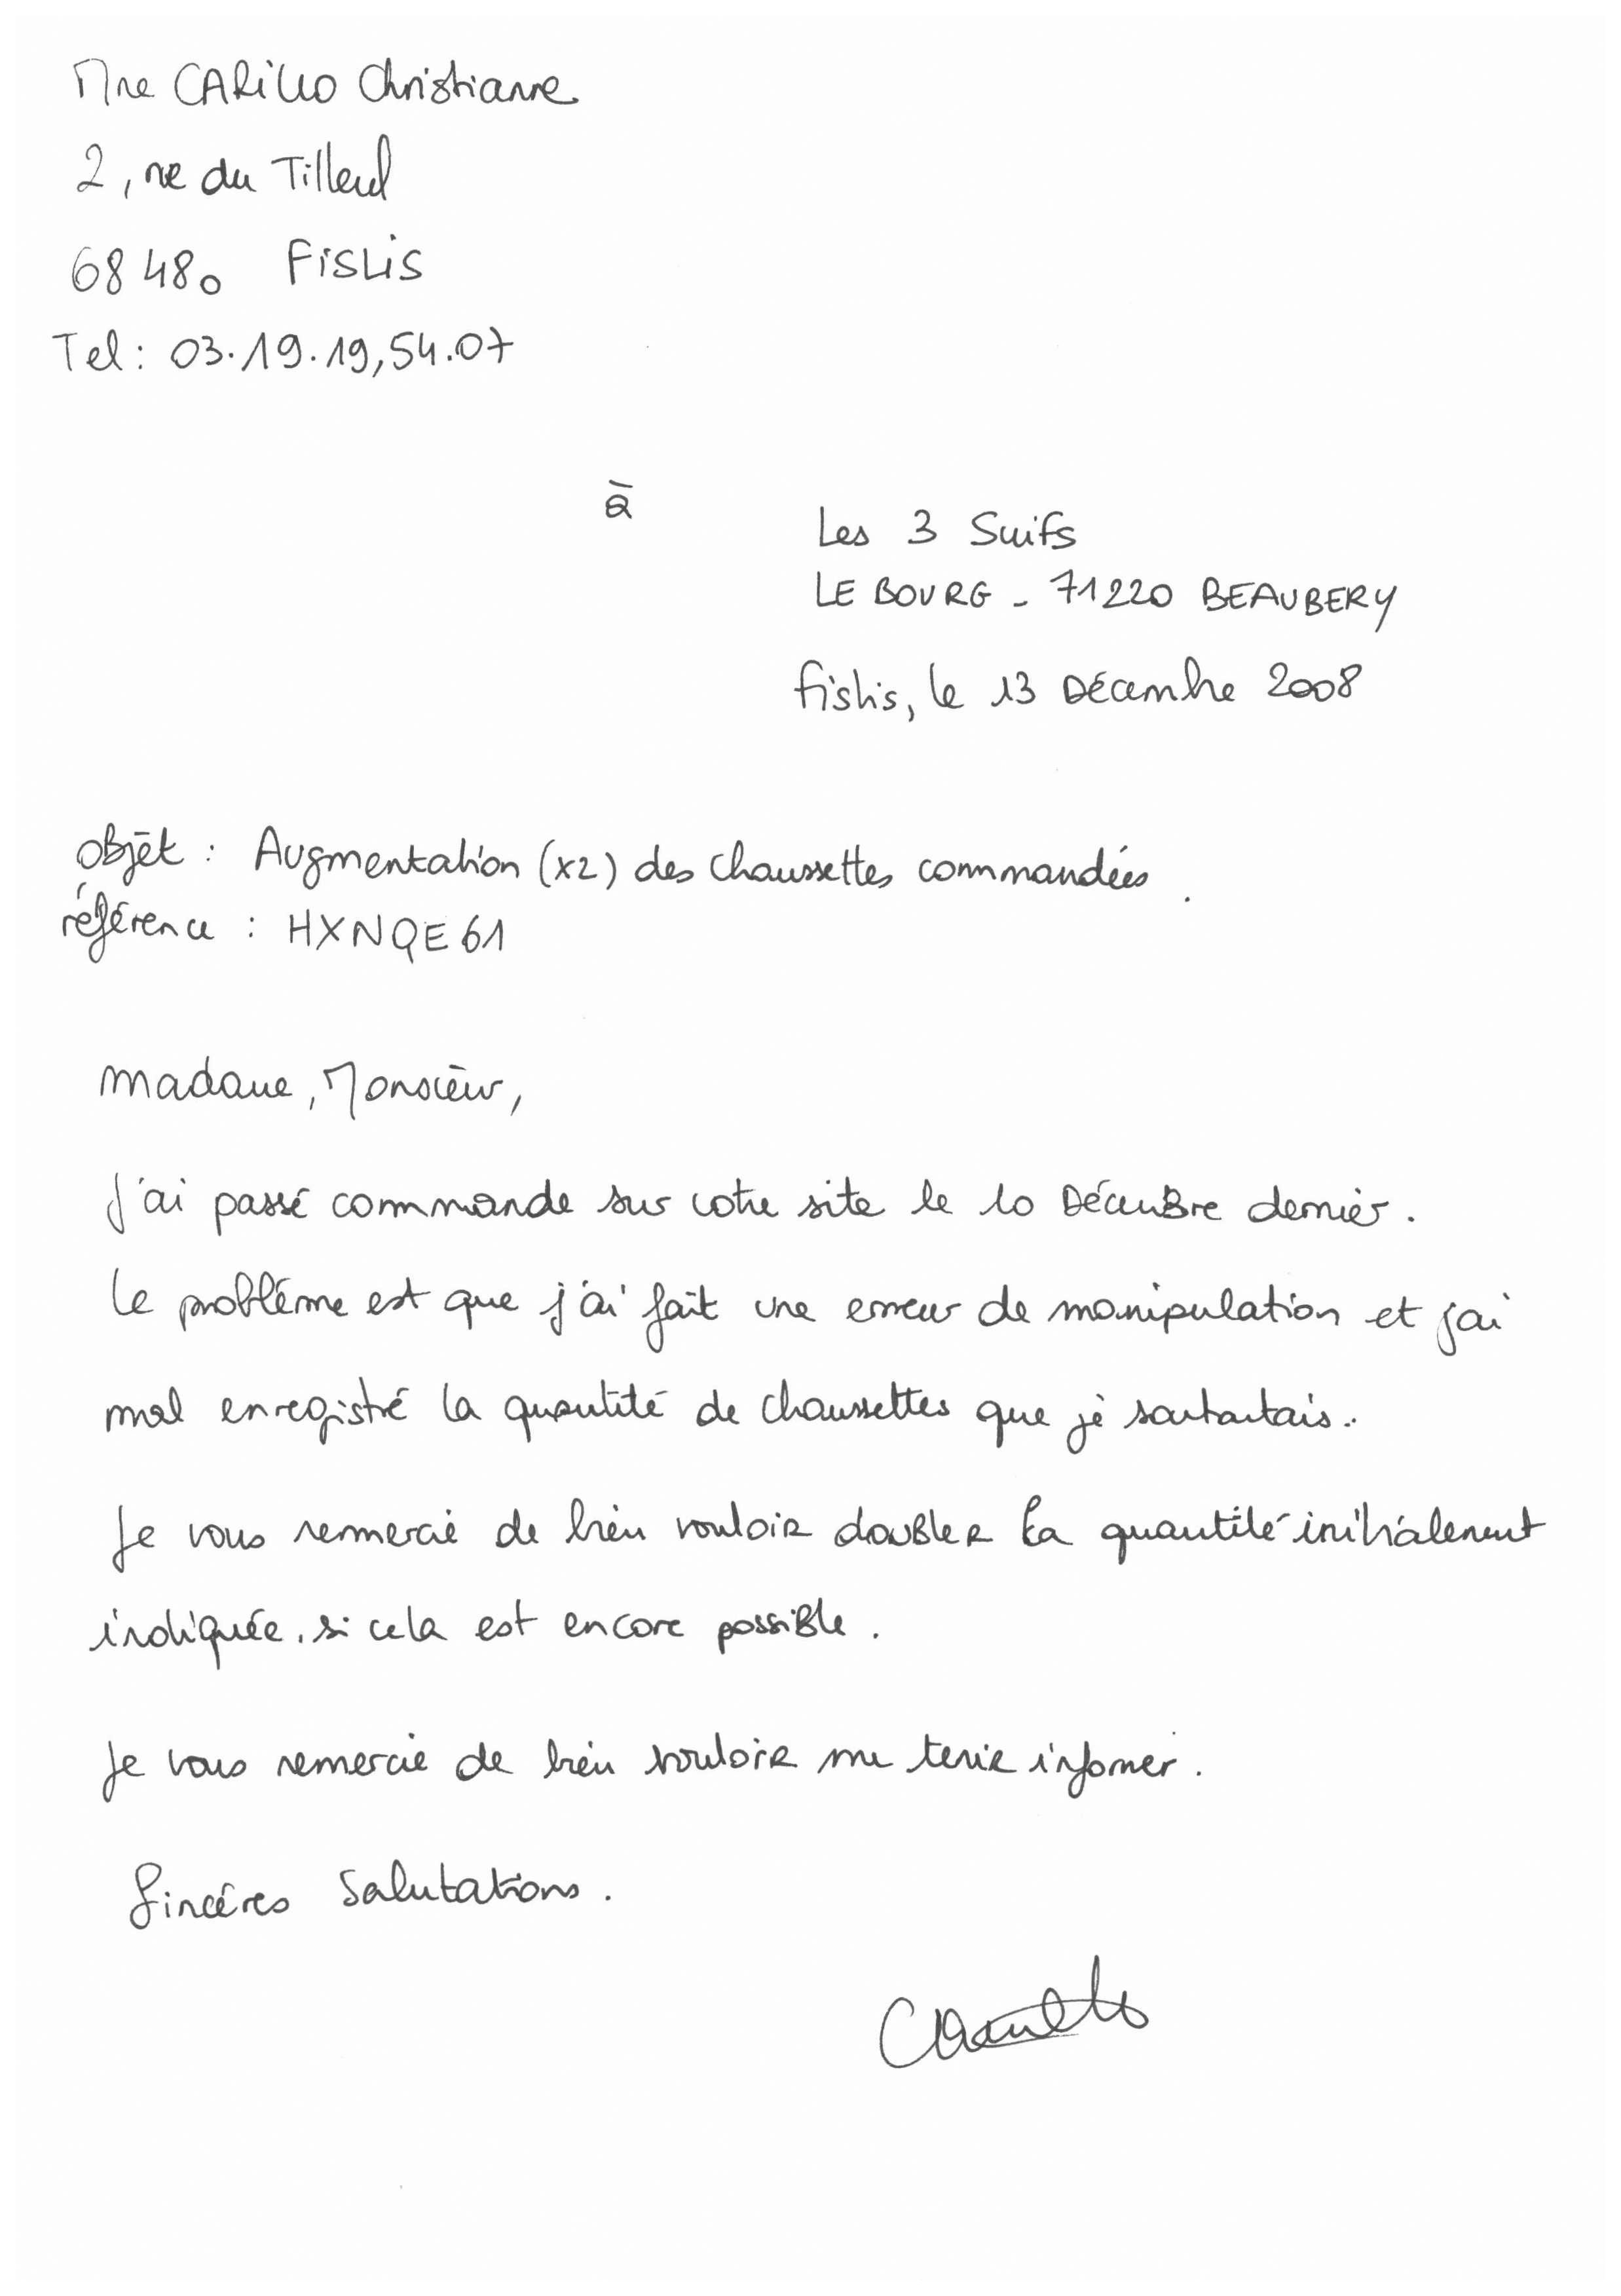 Mme CARILLO Christianne
2, rue du Tilleul
68480 FISLIS
Tel : 03.19.19,54.07
à
Les 3 Suifs
LE BOURG - 71220 BEAUBERY
fislis, le 13 Décembre 2008
objet : Augmentation (x2) des chaussettes commandées.
référence : HXNQE61
Madame, Monsieur,
J'ai passé commande sur votre site le 10 Décembre dernier.
Le problème est que j'ai fait une erreur de manipulation et j'ai
mal enregistré la quantité de chaussettes que je souhaitais.
Je vous remercie de bien vouloir doubler la quantité initialement
indiquée, si cela est encore possible.
Je vous remercie de bien vouloir me tenir informer.
Sincères Salutations.